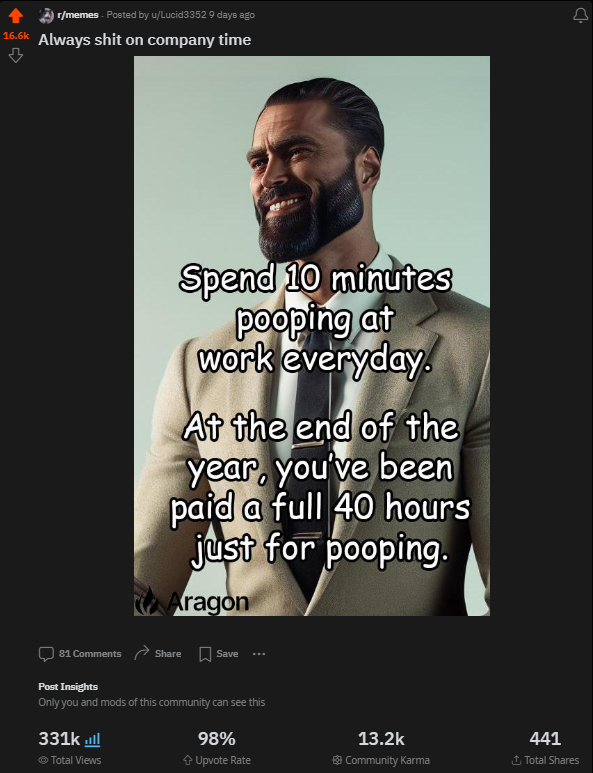 r/memes · Posted by u/Lucid3352 9 days ago
16.6k
Always shit on company time
Spend 10 minutes
pooping at
work everyday.
At the end of the
year, you've been
paid a full 40 hours
just for pooping.
Aragon
81 Comments Share Save ...
Post Insights
Only you and mods of this community can see this
331k 98% 13.2k 441
Total Views Upvote Rate Community Karma Total Shares